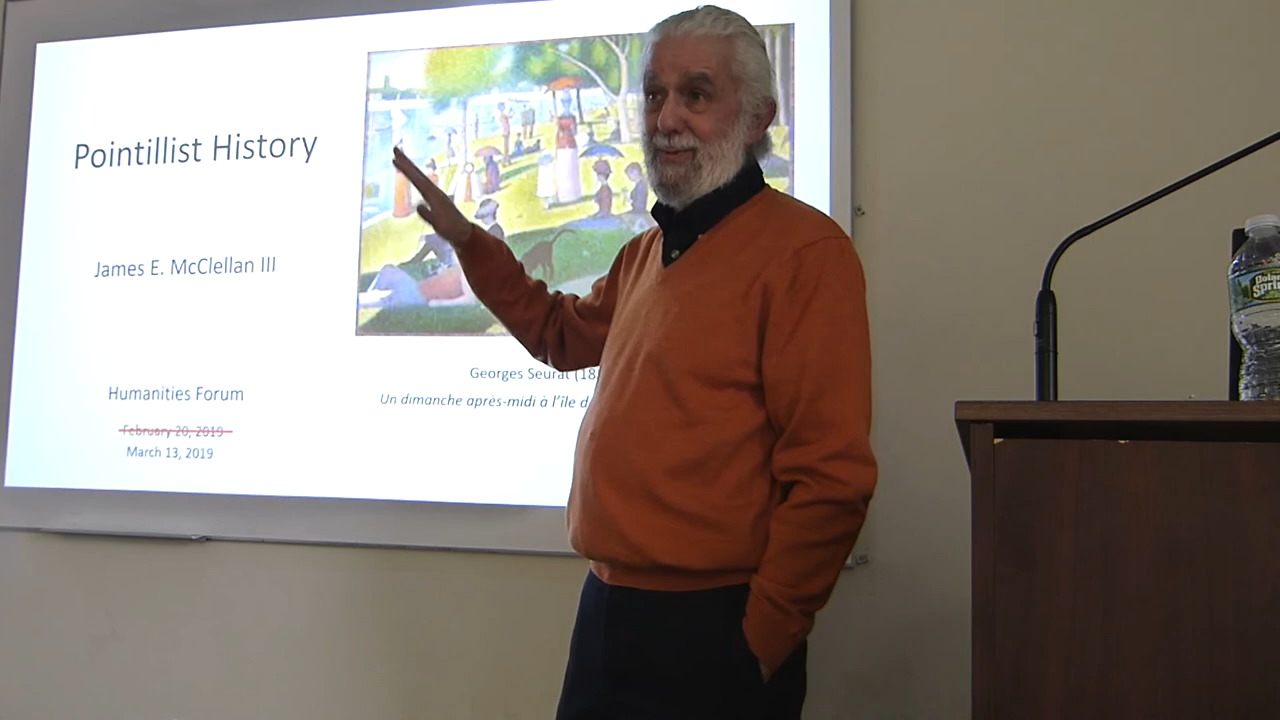 Pointillist History
James E. McClellan III
Humanities Forum
February 20, 2019
March 13, 2019
Georges Seurat (18
Un dimanche après-midi à l'île d
Spring